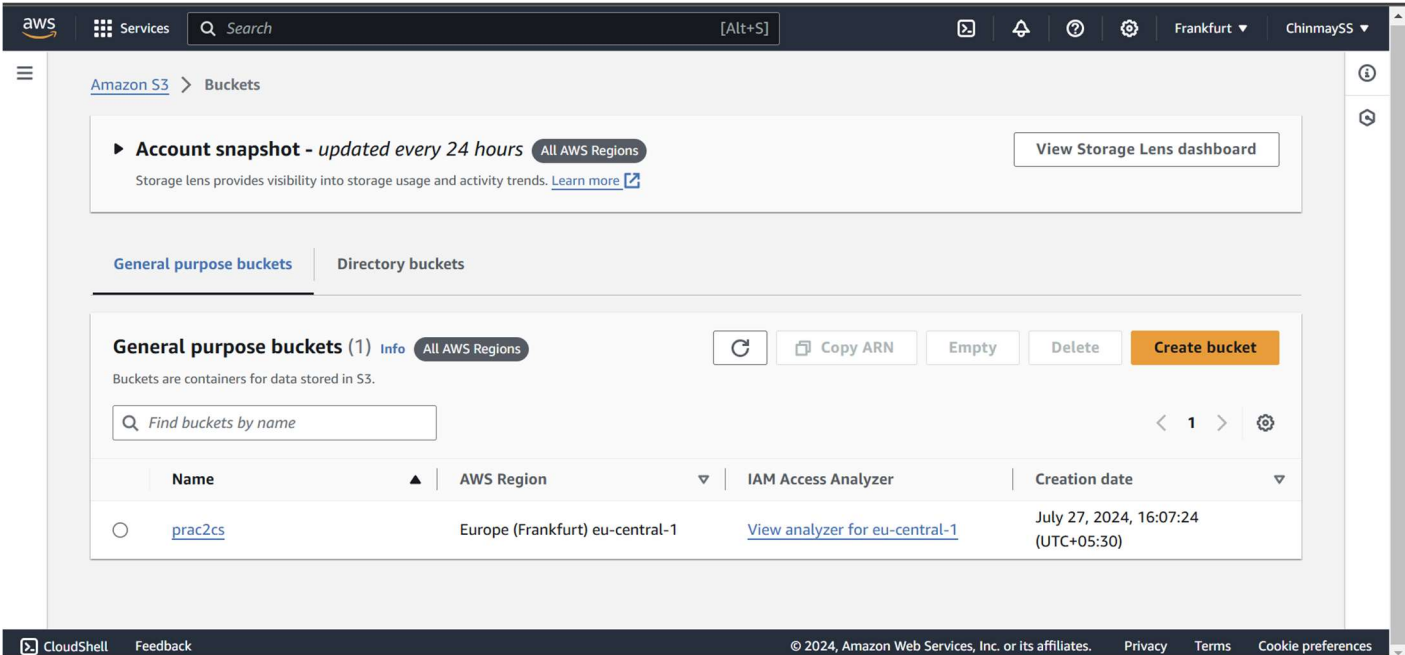 aws Services Search [Alt+S] Frankfurt ChinmaySS
Amazon S3 > Buckets
Account snapshot - updated every 24 hours All AWS Regions View Storage Lens dashboard
Storage lens provides visibility into storage usage and activity trends. Learn more
General purpose buckets Directory buckets
General purpose buckets (1) Info All AWS Regions Copy ARN Empty Delete Create bucket
Buckets are containers for data stored in S3.
Find buckets by name < 1 >
Name AWS Region IAM Access Analyzer Creation date
prac2cs Europe (Frankfurt) eu-central-1 View analyzer for eu-central-1 July 27, 2024, 16:07:24
(UTC+05:30)
CloudShell Feedback © 2024, Amazon Web Services, Inc. or its affiliates. Privacy Terms Cookie preferences